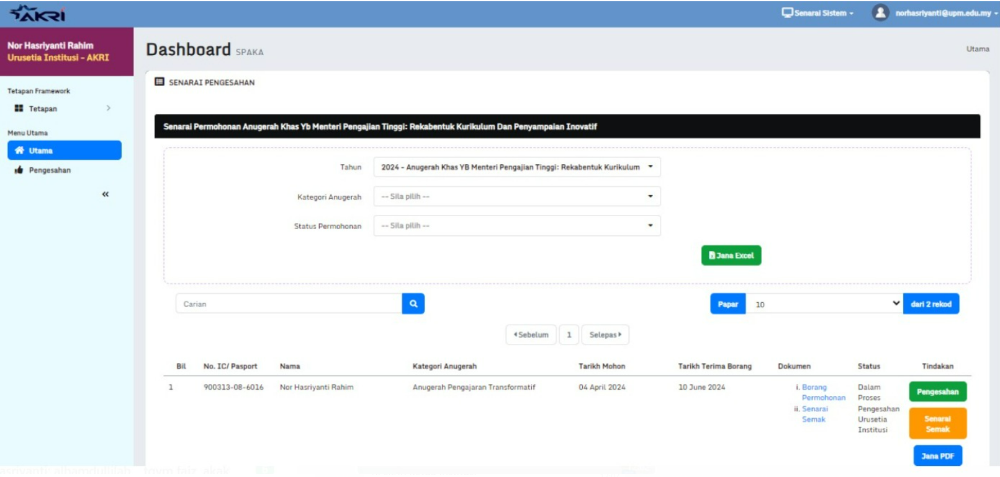 AKRI
Senarai Sistem
norhasriyanti@upm.edu.my
Nor Hasriyanti Rahim
Urusetia Institusi - AKRI
Dashboard SPAKA
Utama
Tetapan Framework
Tetapan
Menu Utama
Utama
Pengesahan
SENARAI PENGESAHAN
Senarai Permohonan Anugerah Khas Yb Menteri Pengajian Tinggi: Rekabentuk Kurikulum Dan Penyampaian Inovatif
Tahun 2024 - Anugerah Khas YB Menteri Pengajian Tinggi: Rekabentuk Kurikulum
Kategori Anugerah -- Sila pilih --
Status Permohonan -- Sila pilih --
Jana Excel
Carian
Papar 10 dari 2 rekod
Sebelum 1 Selepas
Bil No. IC/ Pasport Nama Kategori Anugerah Tarikh Mohon Tarikh Terima Borang Dokumen Status Tindakan
1 900313-08-6016 Nor Hasriyanti Rahim Anugerah Pengajaran Transformatif 04 April 2024 10 June 2024
i. Borang
Permohonan
ii. Senarai
Semak
Dalam
Proses
Pengesahan
Urusetia
Institusi
Pengesahan
Senarai
Semak
Jana PDF